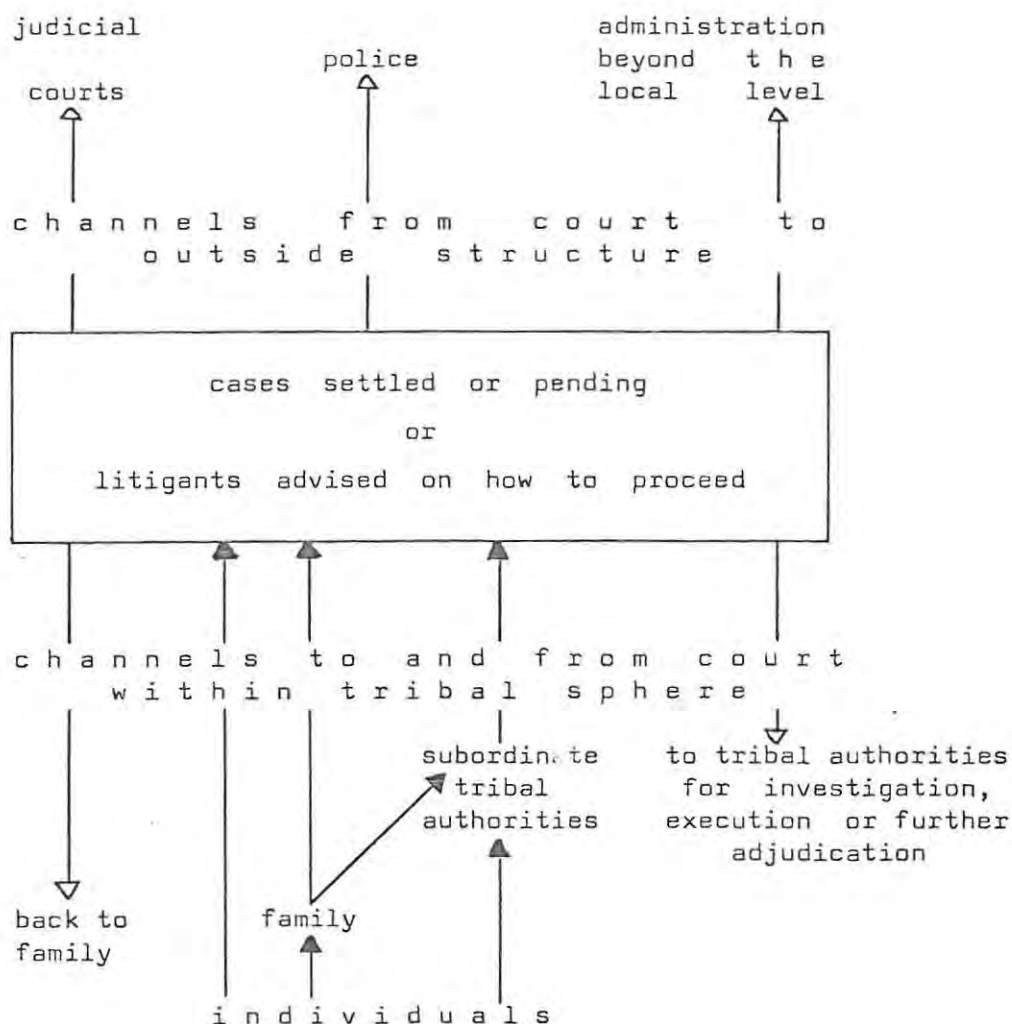 judicial
courts
police
administration
beyond the
local level
channels from court to
outside structure
cases settled or pending
or
litigants advised on how to proceed
channels to and from court
within tribal sphere
subordin. te
tribal
authorities
to tribal authorities
for investigation,
execution or further
adjudication
back to
family
family
individuals